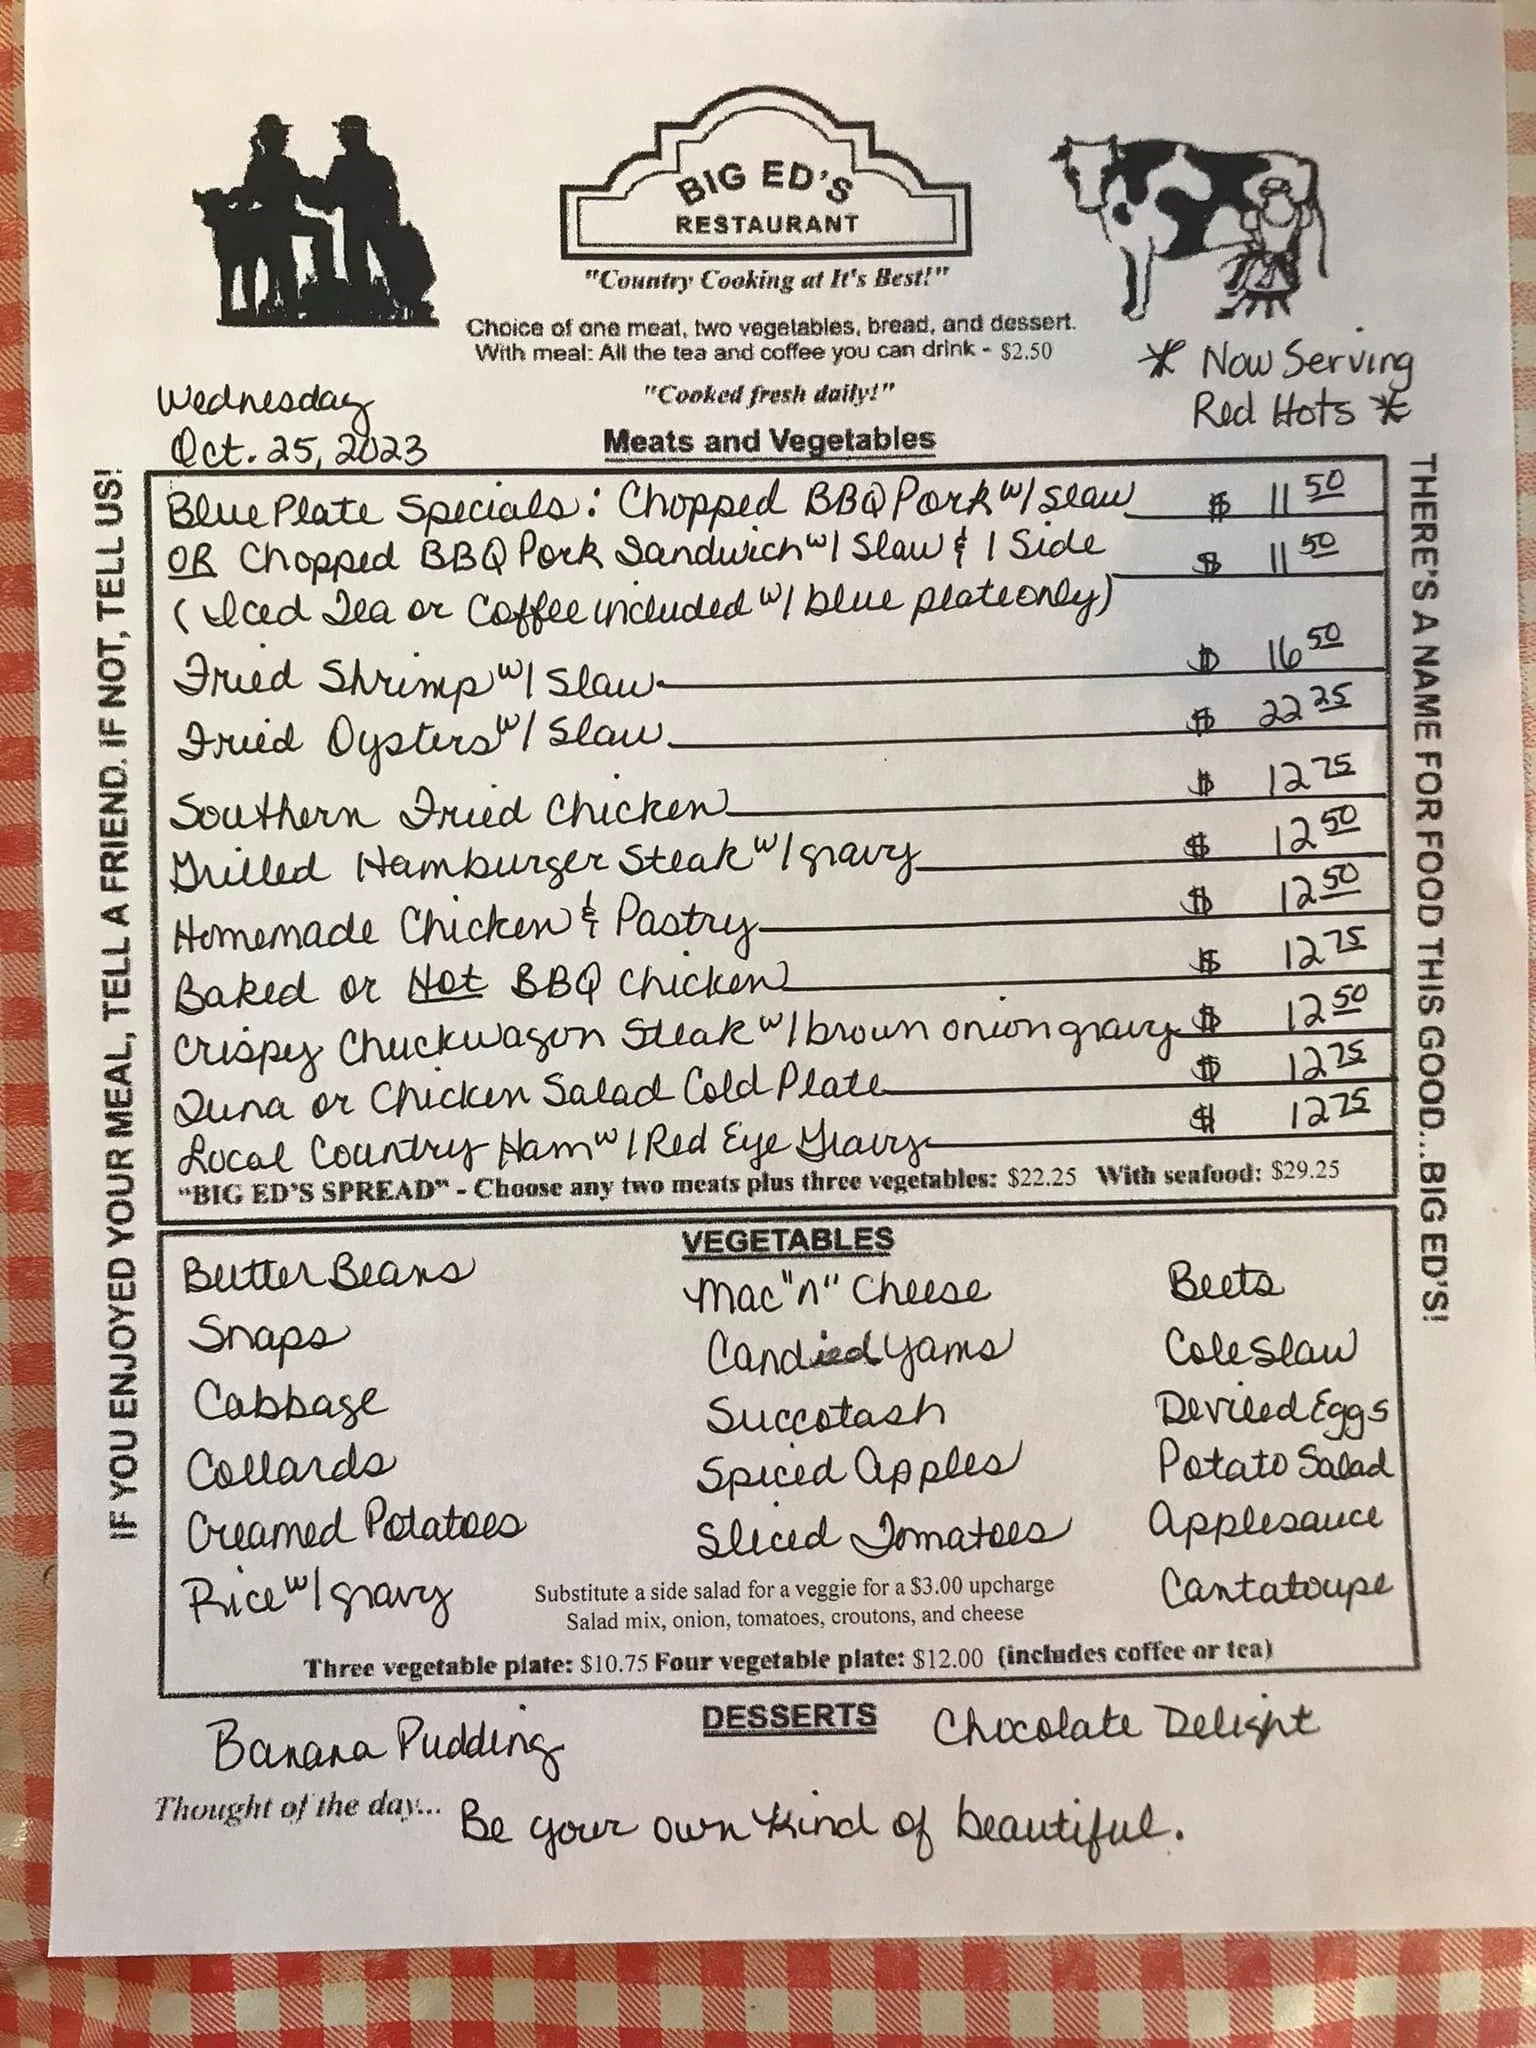 BIG ED'S
RESTAURANT
"Country Cooking at It's Best!"
Choice of one meat, two vegetables, bread, and dessert.
With meal: All the tea and coffee you can drink - $2.50
* Now Serving
Red Hots *
"Cooked fresh daily!"
Wednesday
Oct. 25, 2023
Meats and Vegetables
IF YOU ENJOYED YOUR MEAL, TELL A FRIEND. IF NOT, TELL US!
THERE'S A NAME FOR FOOD THIS GOOD...BIG ED'S!
Blue Plate Specials: Chopped BBQ Pork w/ slaw $ 11 50
OR Chopped BBQ Pork Sandwich w/ Slaw & 1 Side $ 11 50
(Iced Tea or Coffee included w/ blue plate only)
Fried Shrimp w/ Slaw $ 16 50
Fried Oysters w/ Slaw $ 22 25
Southern Fried Chicken $ 12 75
Grilled Hamburger Steak w/ gravy $ 12 50
Homemade Chicken & Pastry $ 12 50
Baked or Hot BBQ Chicken $ 12 75
Crispy Chuckwagon Steak w/ brown onion gravy $ 12 50
Tuna or Chicken Salad Cold Plate $ 12 75
Local Country Ham w/ Red Eye Gravy $ 12 75
"BIG ED'S SPREAD" - Choose any two meats plus three vegetables: $22.25 With seafood: $29.25
VEGETABLES
Butter Beans
Snaps
Cabbage
Collards
Creamed Potatoes
Rice w/ gravy
Mac "n" Cheese
Candied Yams
Succotash
Spiced Apples
Sliced Tomatoes
Beets
Cole Slaw
Deviled Eggs
Potato Salad
Applesauce
Cantatoupe
Substitute a side salad for a veggie for a $3.00 upcharge
Salad mix, onion, tomatoes, croutons, and cheese
Three vegetable plate: $10.75 Four vegetable plate: $12.00 (includes coffee or tea)
DESSERTS
Banana Pudding
Chocolate Delight
Thought of the day... Be your own kind of beautiful.